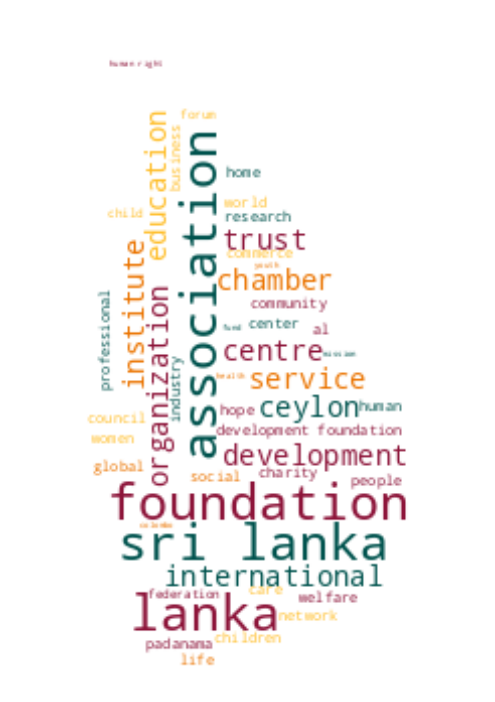 human right
forum
education
business
association
home
child
world
research
trust
commerce
youth
institute
chamber
professional
organization
community
fund
center
al
centre
mission
industry
health
service
hope
ceylon
human
council
development foundation
women
development
global
social
charity
people
foundation
colombo
sri lanka
international
federation
care
welfare
lanka
network
padanama
children
life